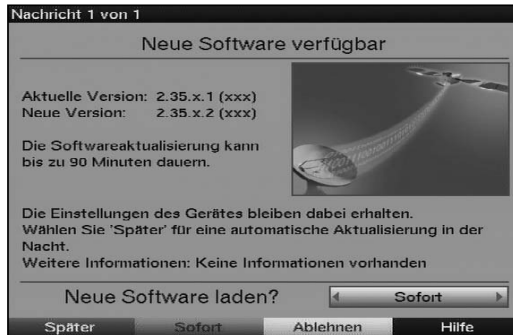 Nachricht 1 von 1
Neue Software verfügbar
Aktuelle Version: 2.35.x.1 (xxx)
Neue Version: 2.35.x.2 (xxx)
Die Softwareaktualisierung kann
bis zu 90 Minuten dauern.
Die Einstellungen des Gerätes bleiben dabei erhalten.
Wählen Sie 'Später' für eine automatische Aktualisierung in der
Nacht.
Weitere Informationen: Keine Informationen vorhanden
Neue Software laden? Sofort
Später Sofort Ablehnen Hilfe